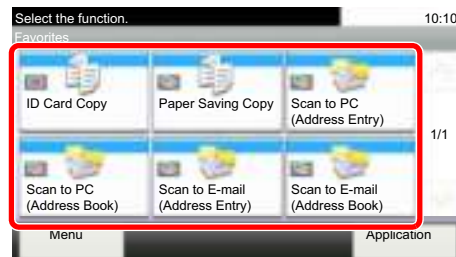 Select the function.
10:10
Favorites
ID Card Copy
Paper Saving Copy
Scan to PC
(Address Entry)
1/1
Scan to PC
(Address Book)
Scan to E-mail
(Address Entry)
Scan to E-mail
(Address Book)
Menu
Application